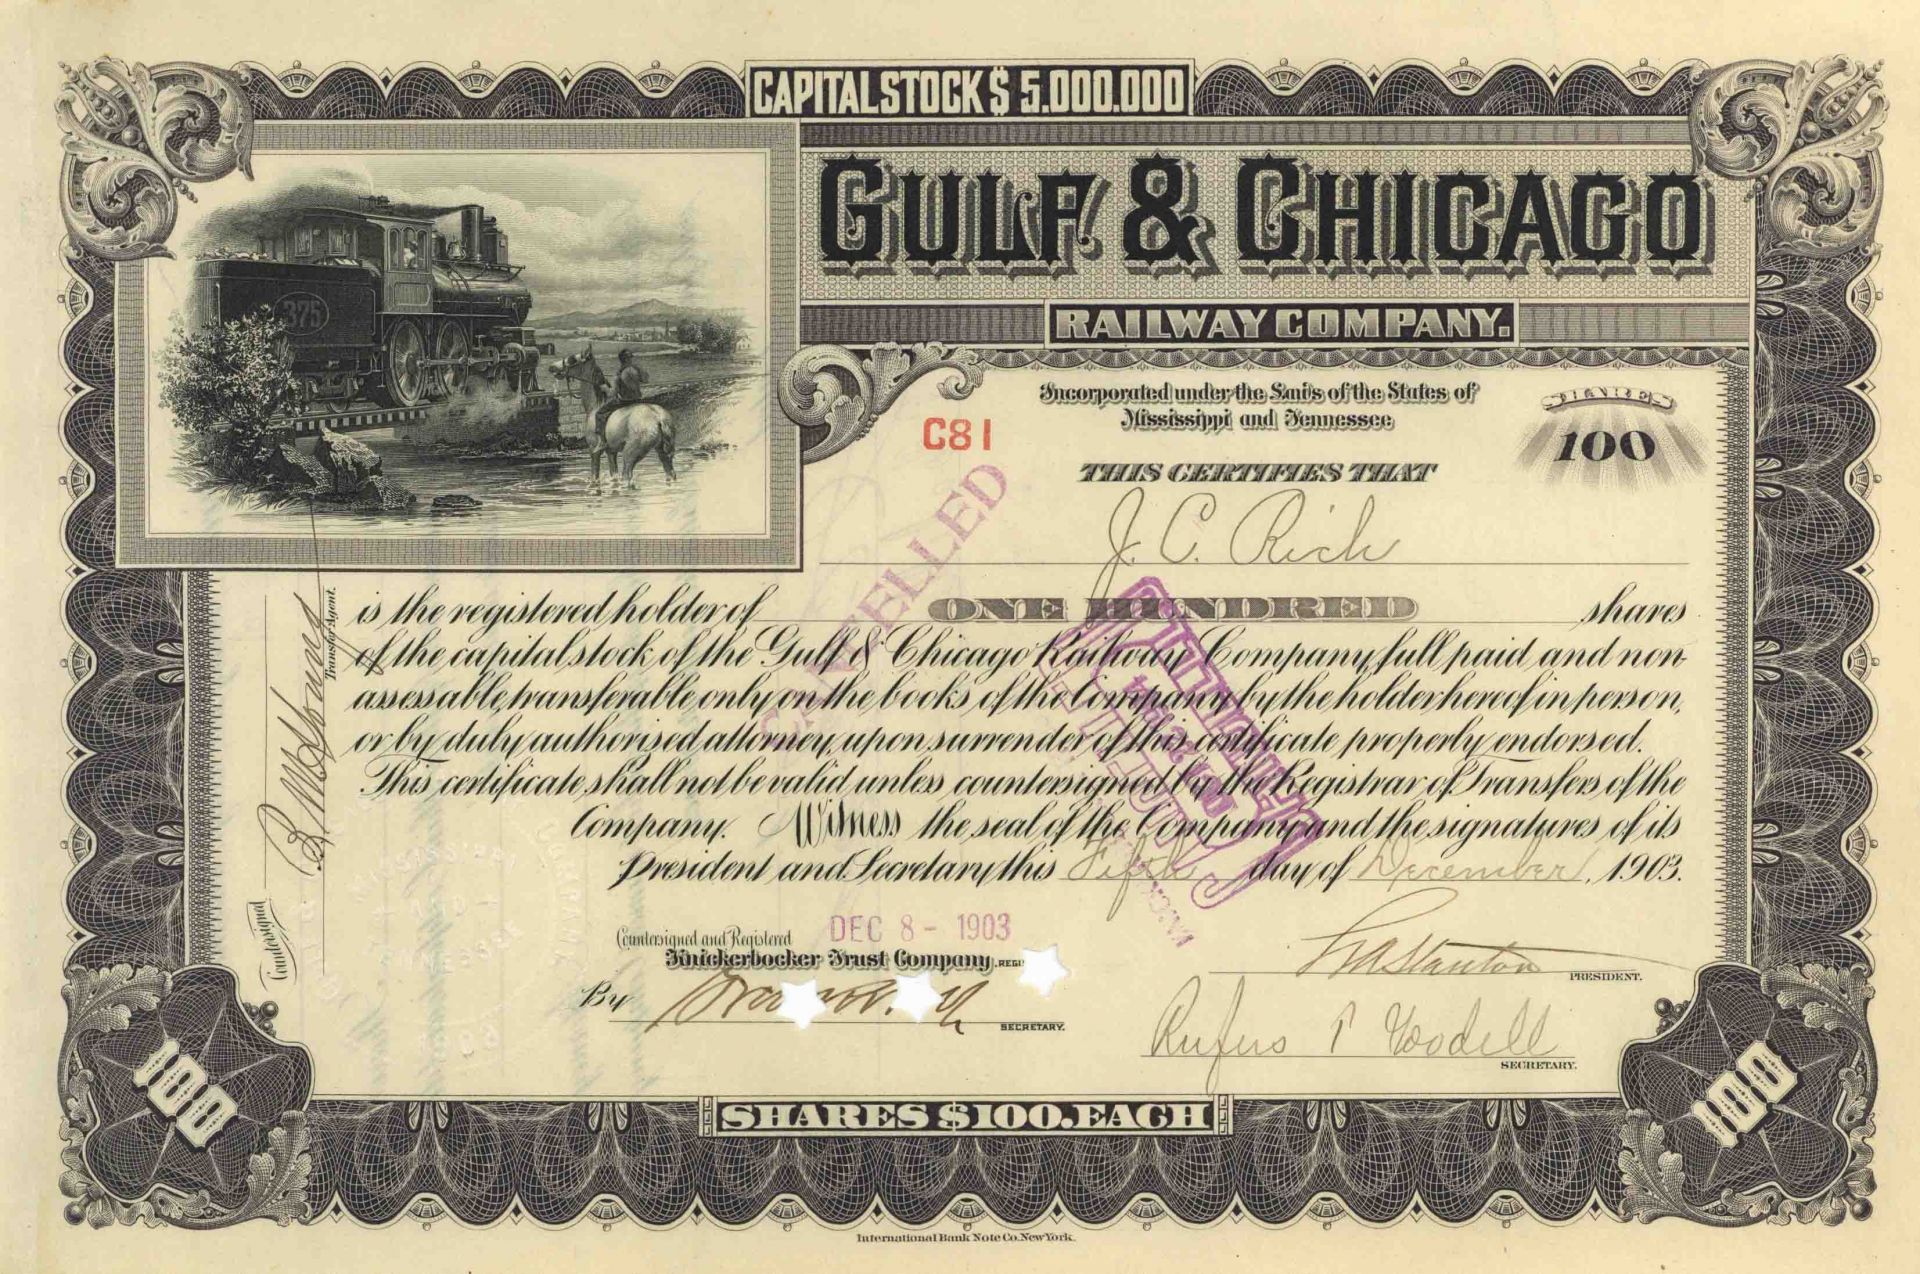 CAPITAL STOCK $ 5.000.000
GULF & CHICAGO
RAILWAY COMPANY.
375
Incorporated under the Laws of the States of
Mississippi and Tennessee
SHARES
100
C81
THIS CERTIFIES THAT
J. C. Rich
CANCELLED
is the registered holder of ONE HUNDRED shares
of the capital stock of the Gulf & Chicago Railway Company, full paid and non-
assessable, transferable only on the books of the Company by the holder hereof in person,
or by duly authorised attorney, upon surrender of this certificate properly endorsed.
This certificate shall not be valid unless countersigned by the Registrar of Transfers of the
Company. Witness the seal of the Company and the signatures of its
President and Secretary this Fifth day of December, 1903.
Countersigned
Transfer Agent.
Countersigned and Registered DEC 8 - 1903
Knickerbocker Trust Company,
By
SECRETARY.
PRESIDENT.
SECRETARY.
100
100
SHARES $100. EACH
International Bank Note Co. New York.